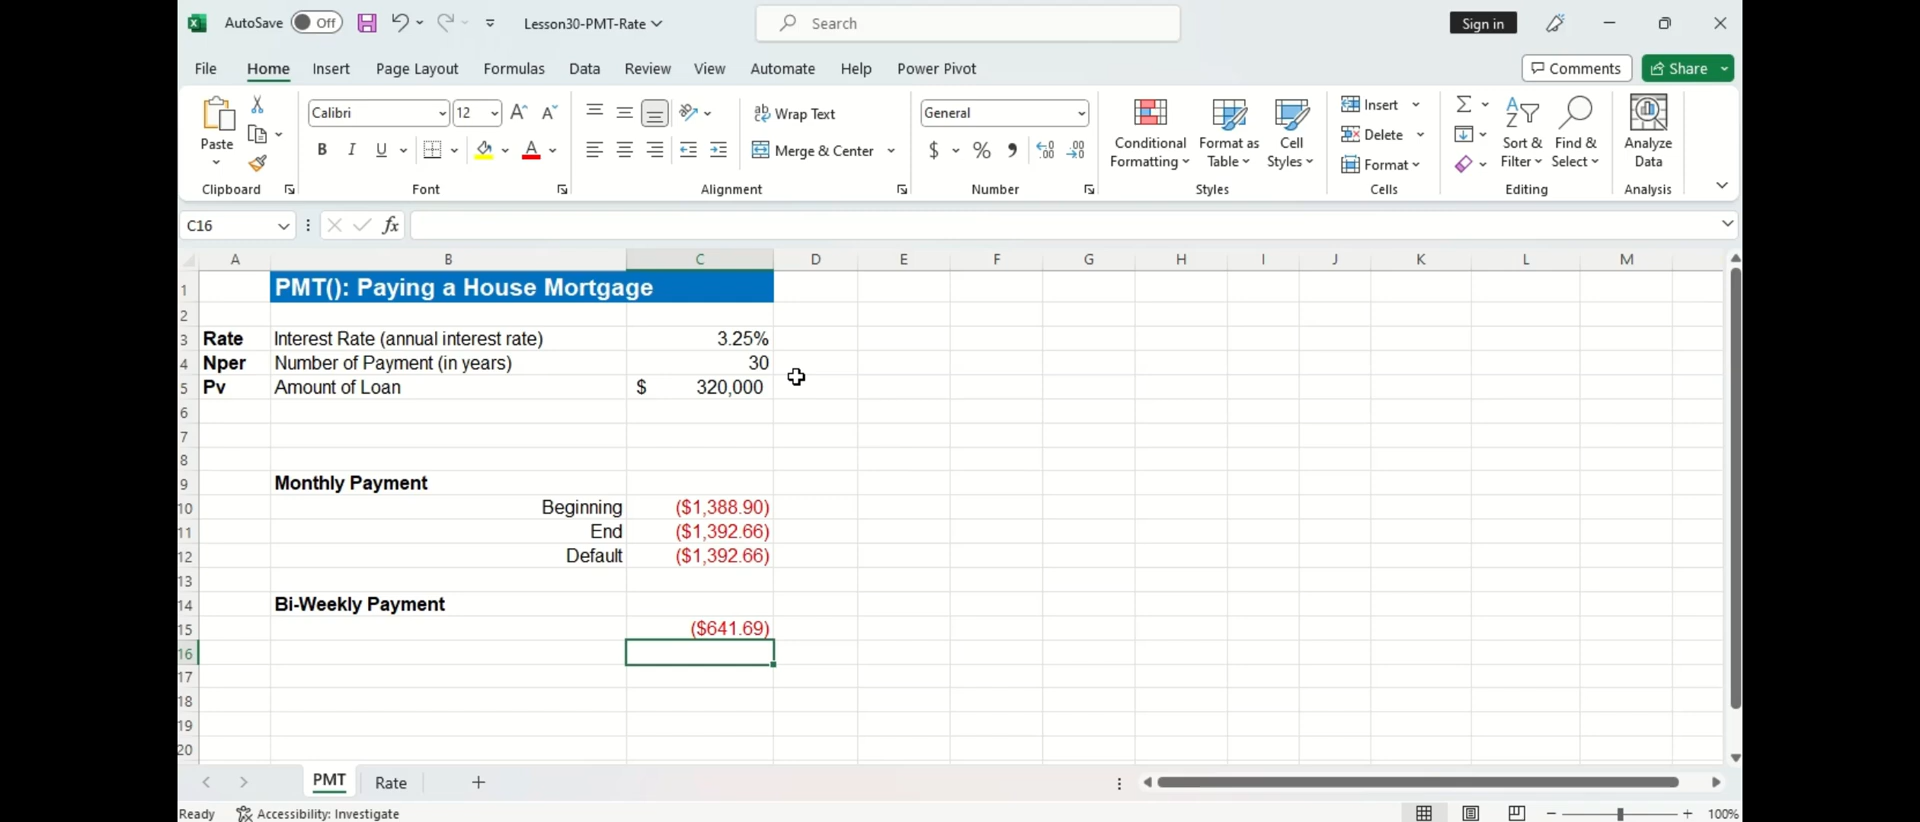 AutoSave Off Lesson30-PMT-Rate Search Sign in
File Home Insert Page Layout Formulas Data Review View Automate Help Power Pivot Comments Share
Paste
Clipboard
Calibri 12 A A
B I U A
Font
ab Wrap Text
Merge & Center
Alignment
General
$ % 9
Number
Conditional Formatting
Format as Table
Cell Styles
Styles
Insert
Delete
Format
Cells
Sort & Filter
Find & Select
Editing
Analyze Data
Analysis
C16 fx
A B C D E F G H I J K L M
1 PMT(): Paying a House Mortgage
2
3 Rate Interest Rate (annual interest rate) 3.25%
4 Nper Number of Payment (in years) 30
5 Pv Amount of Loan $ 320,000
6
7
8
9 Monthly Payment
10 Beginning ($1,388.90)
11 End ($1,392.66)
12 Default ($1,392.66)
13
14 Bi-Weekly Payment
15 ($641.69)
16
17
18
19
20
PMT Rate +
Ready Accessibility: Investigate 100%